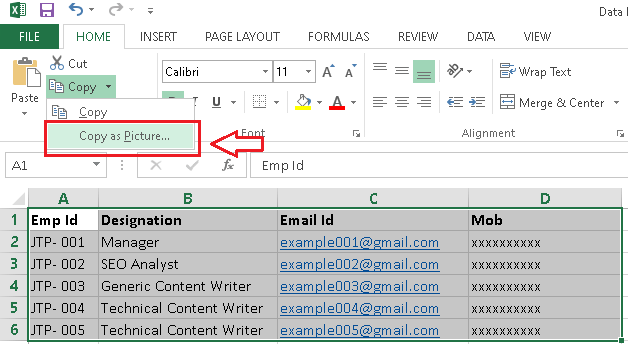 Data
FILE HOME INSERT PAGE LAYOUT FORMULAS REVIEW DATA VIEW
Paste
Cut
Copy
Copy
Copy as Picture...
Calibri 11
U A
Font
Wrap Text
Merge & Center
Alignment
A1 fx Emp Id
A B C D
1 Emp Id Designation Email Id Mob
2 JTP- 001 Manager example001@gmail.com xxxxxxxxxx
3 JTP- 002 SEO Analyst example002@gmail.com xxxxxxxxxx
4 JTP- 003 Generic Content Writer example003@gmail.com xxxxxxxxxx
5 JTP- 004 Technical Content Writer example004@gmail.com xxxxxxxxxx
6 JTP- 005 Technical Content Writer example005@gmail.com xxxxxxxxxx